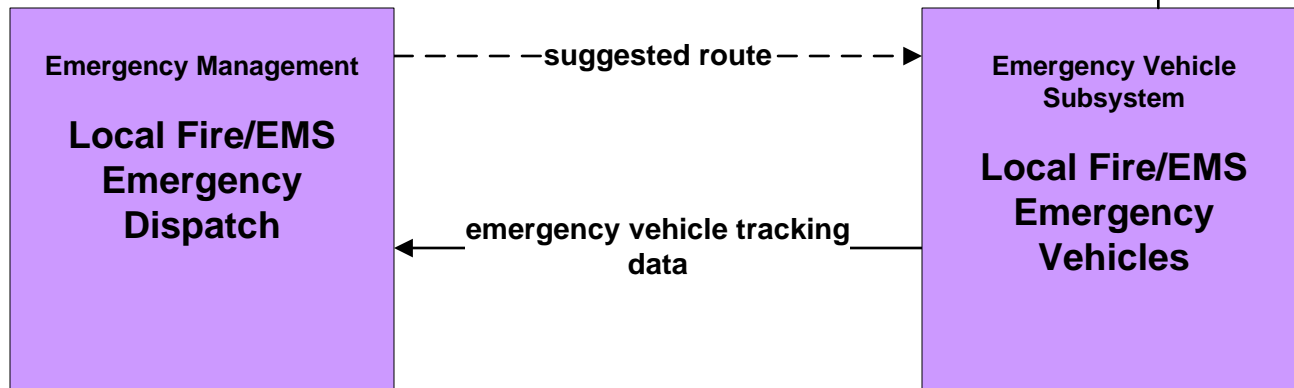 Emergency Management
Local Fire/EMS
Emergency
Dispatch
suggested route
emergency vehicle tracking
data
Emergency Vehicle
Subsystem
Local Fire/EMS
Emergency
Vehicles